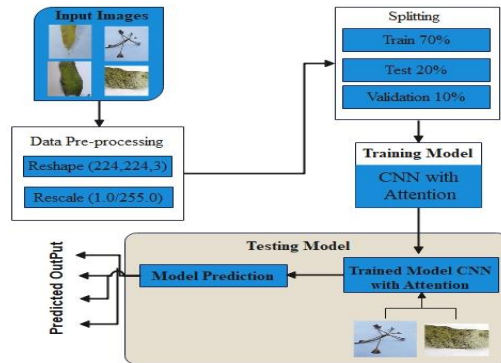 Input Images
Data Pre-processing
Reshape (224,224,3)
Rescale (1.0/255.0)
Splitting
Train 70%
Test 20%
Validation 10%
Training Model
CNN with
Attention
Testing Model
Trained Model CNN
with Attention
Model Prediction
Predicted OutPut